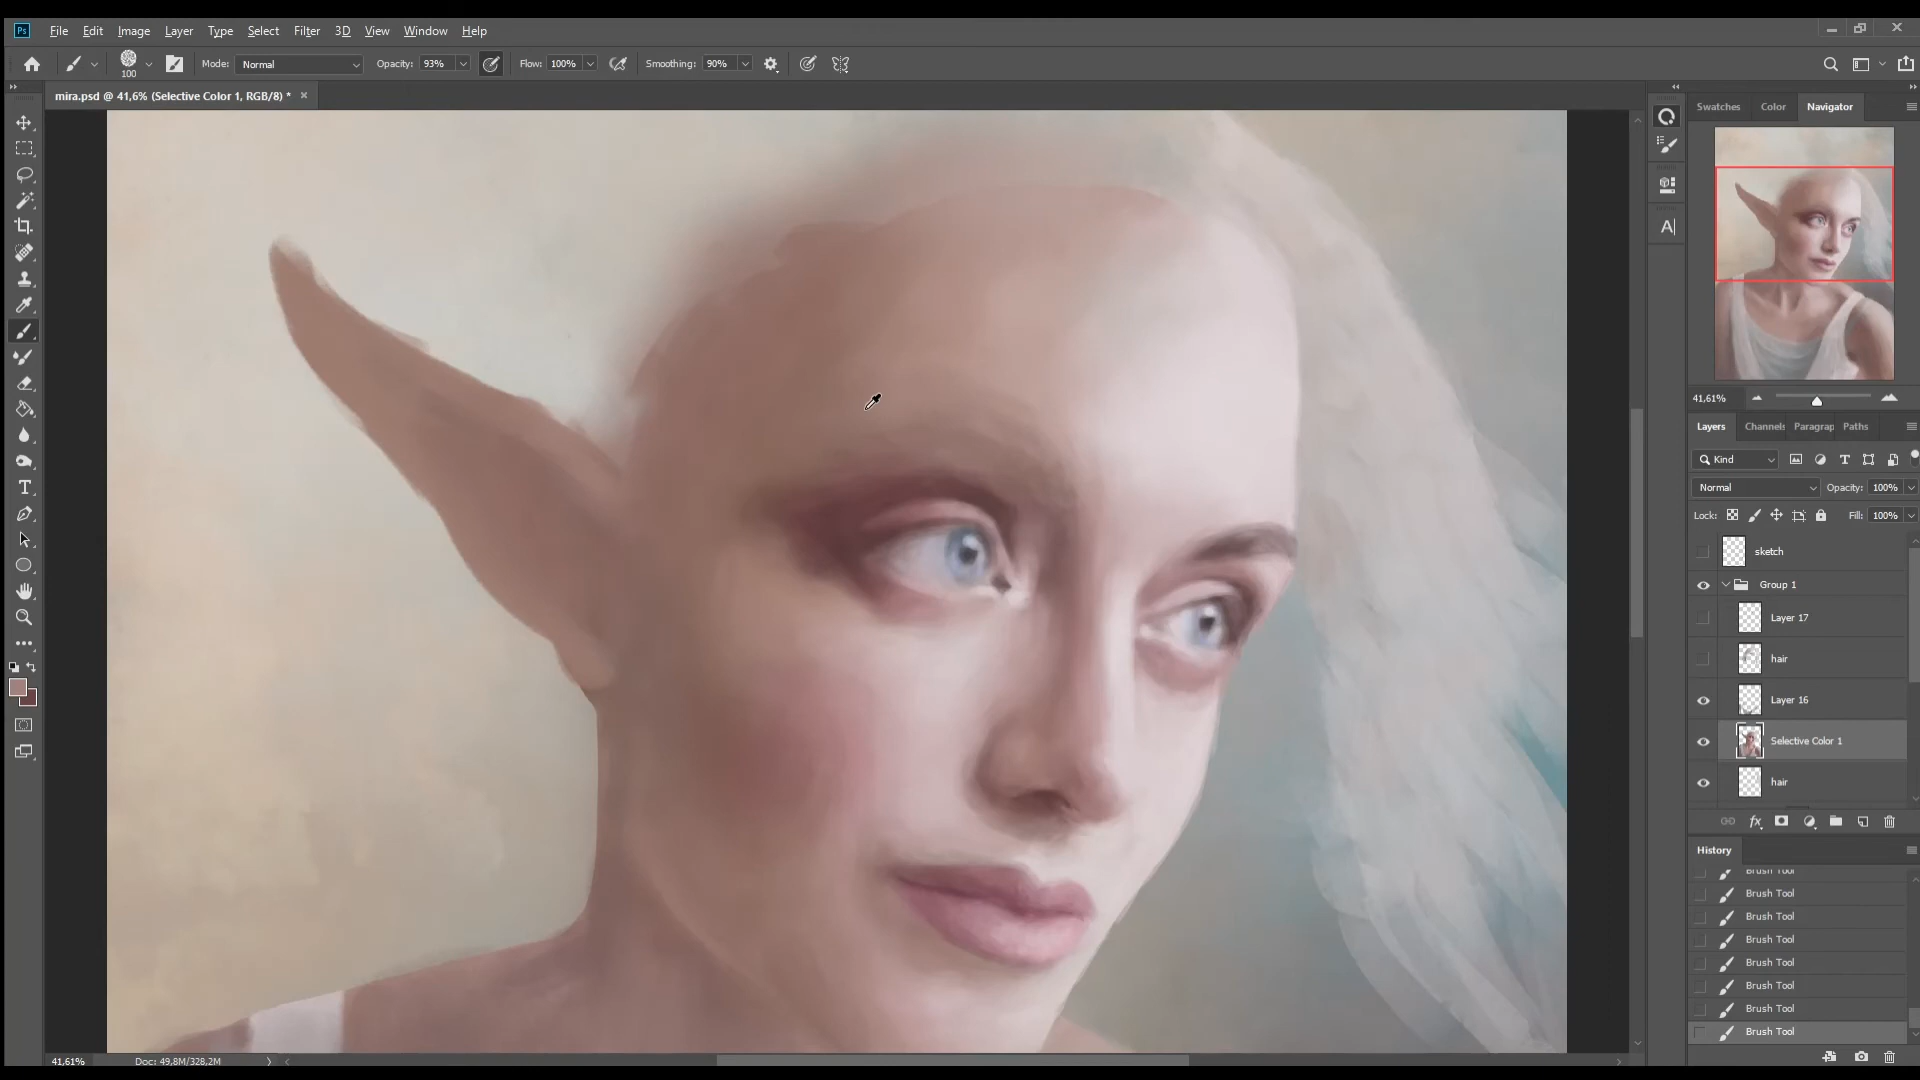 Ps File Edit Image Layer Type Select Filter 3D View Window Help
100 Mode: Normal Opacity: 93% Flow: 100% Smoothing: 90%
mira.psd @ 41,6% (Selective Color 1, RGB/8) *
Swatches Color Navigator
41,61%
Layers Channels Paragrap Paths
Kind
Normal Opacity: 100%
Lock: Fill: 100%
sketch
Group 1
Layer 17
hair
Layer 16
Selective Color 1
hair
History
Brush Tool
Brush Tool
Brush Tool
Brush Tool
Brush Tool
Brush Tool
Brush Tool
Brush Tool
41,61% Doc: 49,8M/328,2M